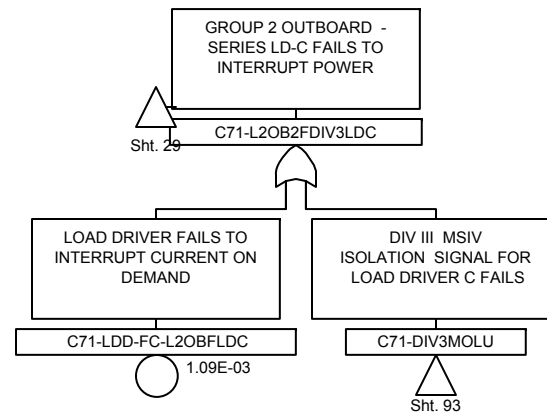 GROUP 2 OUTBOARD -
SERIES LD-C FAILS TO
INTERRUPT POWER
C71-L2OB2FDIV3LDC
Sht. 29
LOAD DRIVER FAILS TO
INTERRUPT CURRENT ON
DEMAND
C71-LDD-FC-L2OBFLDC
1.09E-03
DIV III MSIV
ISOLATION SIGNAL FOR
LOAD DRIVER C FAILS
C71-DIV3MOLU
Sht. 93